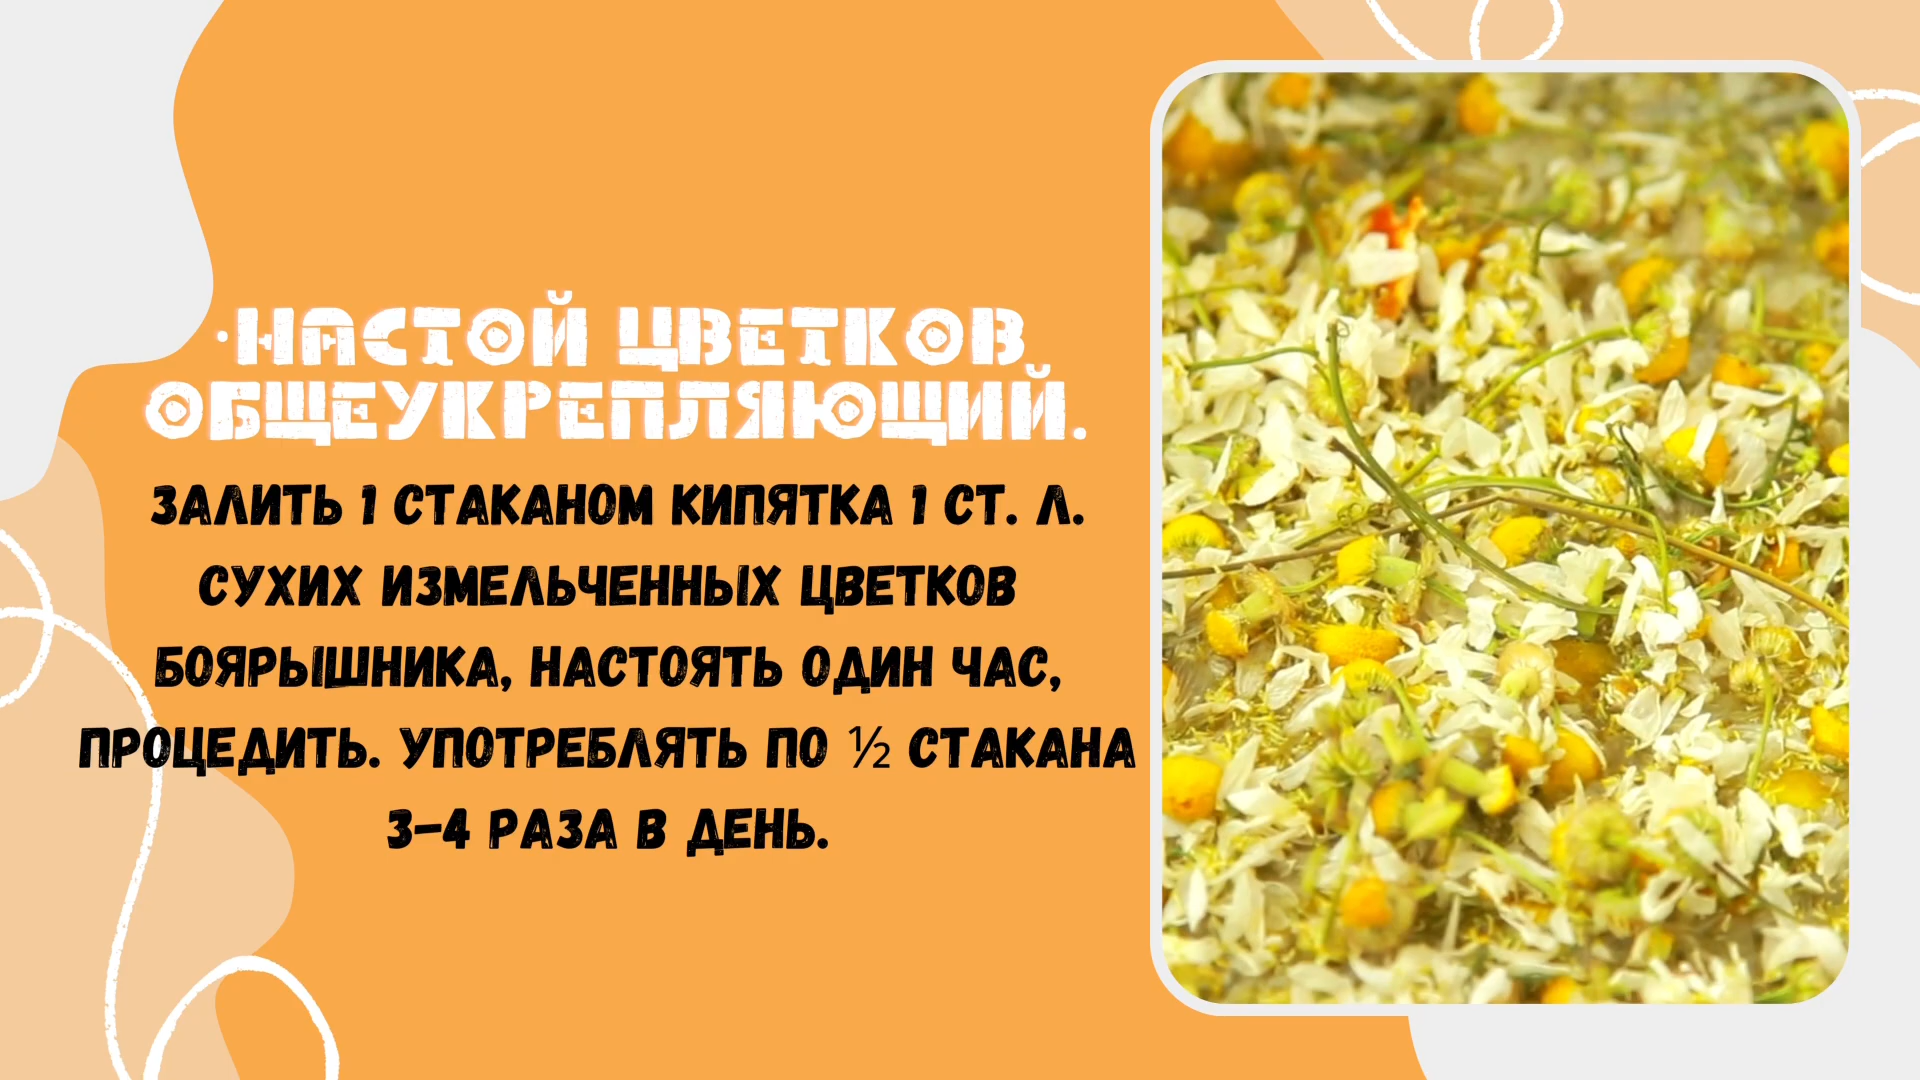 ·НАСТОЙ ЦВЕТКОВ
ОБЩЕУКРЕПЛЯЮЩИЙ.
ЗАЛИТЬ 1 СТАКАНОМ КИПЯТКА 1 СТ. Л.
СУХИХ ИЗМЕЛЬЧЕННЫХ ЦВЕТКОВ
БОЯРЫШНИКА, НАСТОЯТЬ ОДИН ЧАС,
ПРОЦЕДИТЬ. УПОТРЕБЛЯТЬ ПО ½ СТАКАНА
3–4 РАЗА В ДЕНЬ.